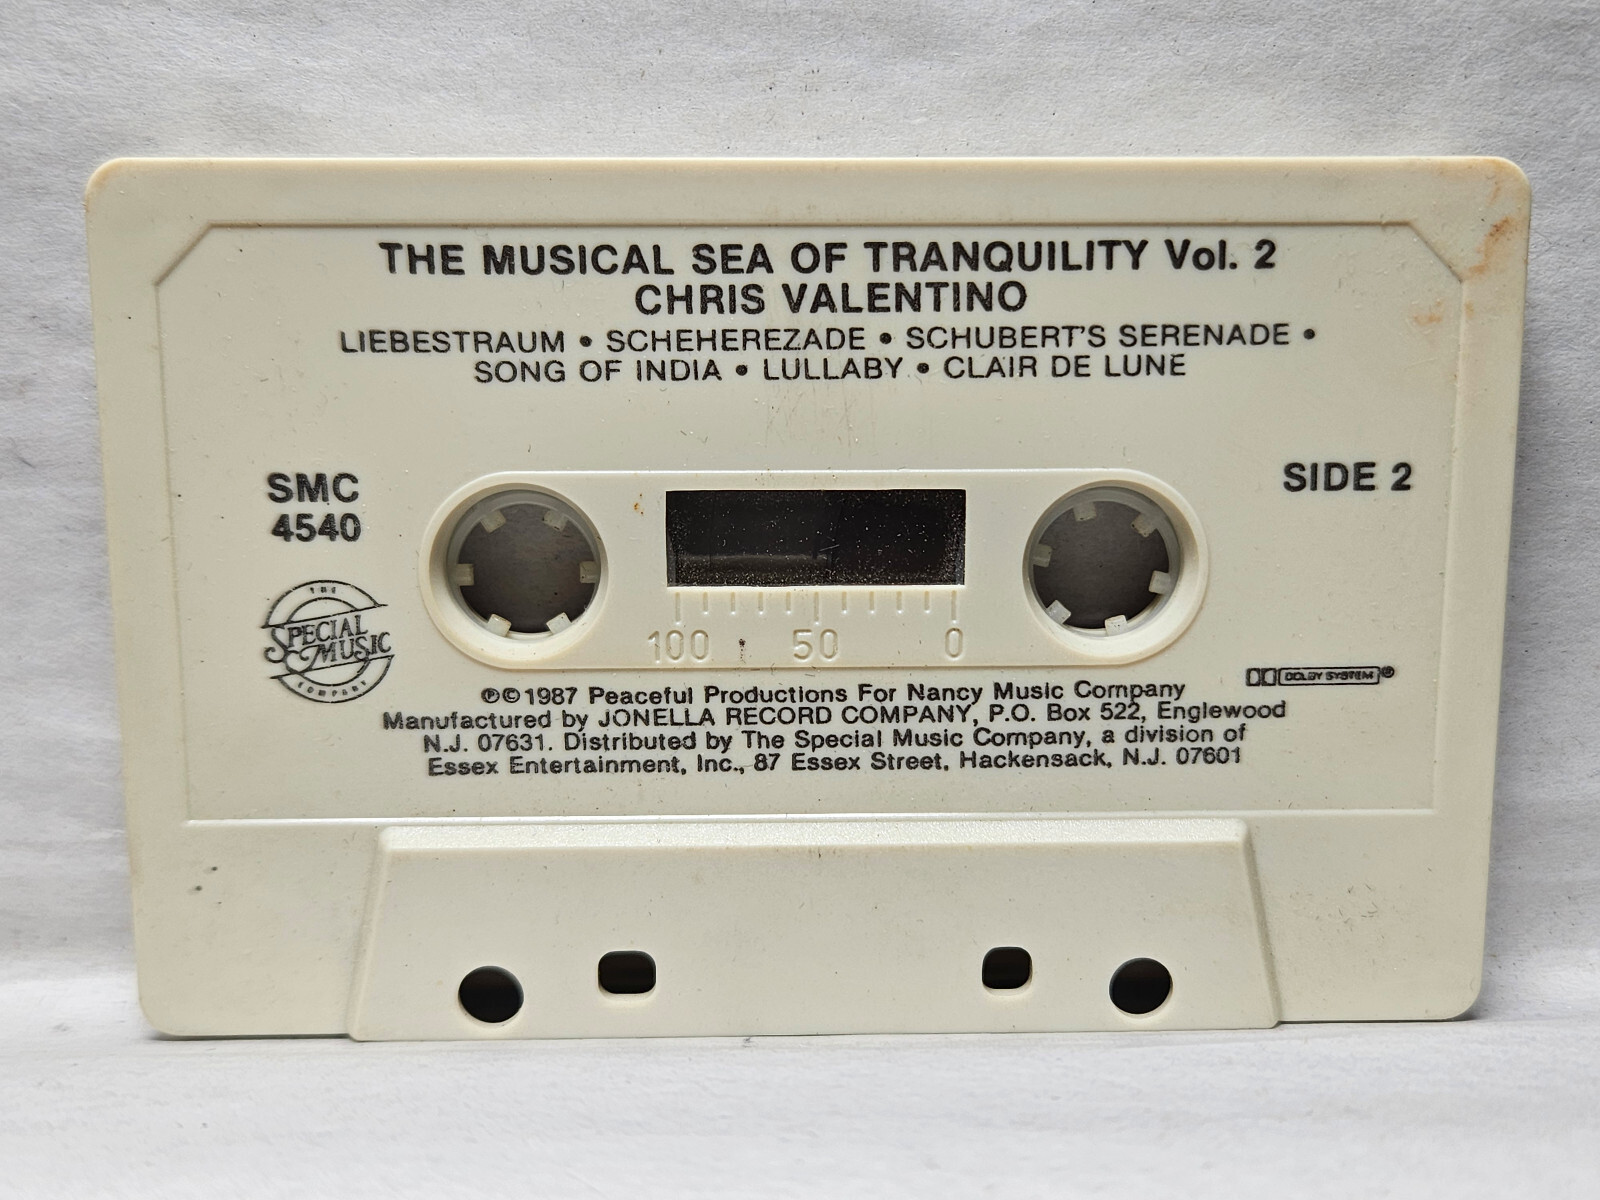 THE MUSICAL SEA OF TRANQUILITY Vol. 2
CHRIS VALENTINO
LIEBESTRAUM • SCHEHEREZADE • SCHUBERT'S SERENADE •
SONG OF INDIA • LULLABY • CLAIR DE LUNE
SMC
4540
SIDE 2
THE
SPECIAL
MUSIC
COMPANY
100 50 0
DOLBY SYSTEM®
℗©1987 Peaceful Productions For Nancy Music Company
Manufactured by JONELLA RECORD COMPANY, P.O. Box 522, Englewood
N.J. 07631. Distributed by The Special Music Company, a division of
Essex Entertainment, Inc., 87 Essex Street, Hackensack, N.J. 07601